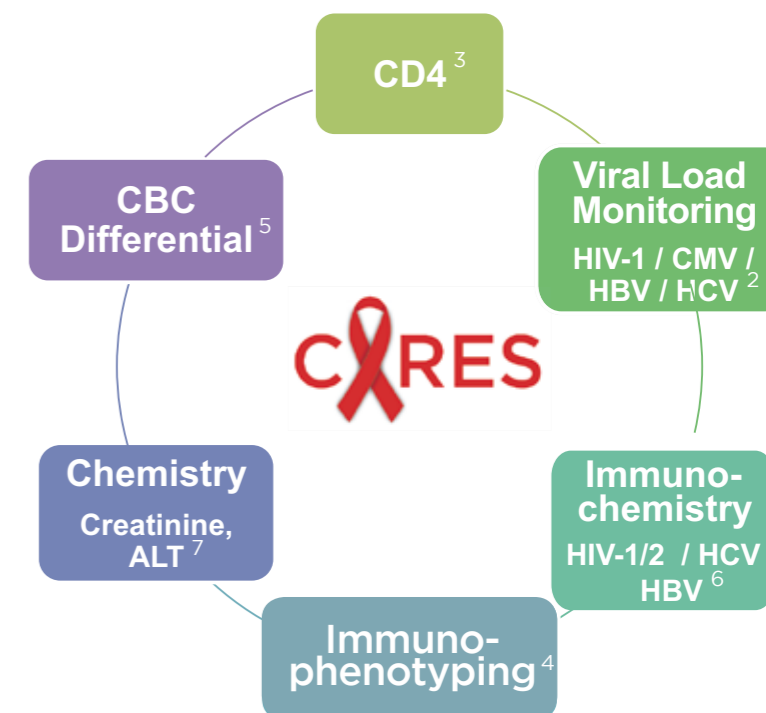 CD4 3
Viral Load
Monitoring
HIV-1 / CMV /
HBV / HCV 2
CBC
Differential 5
CARES
Chemistry
Creatinine,
ALT 7
Immuno-
chemistry
HIV-1/2 / HCV
HBV 6
Immuno-
phenotyping 4